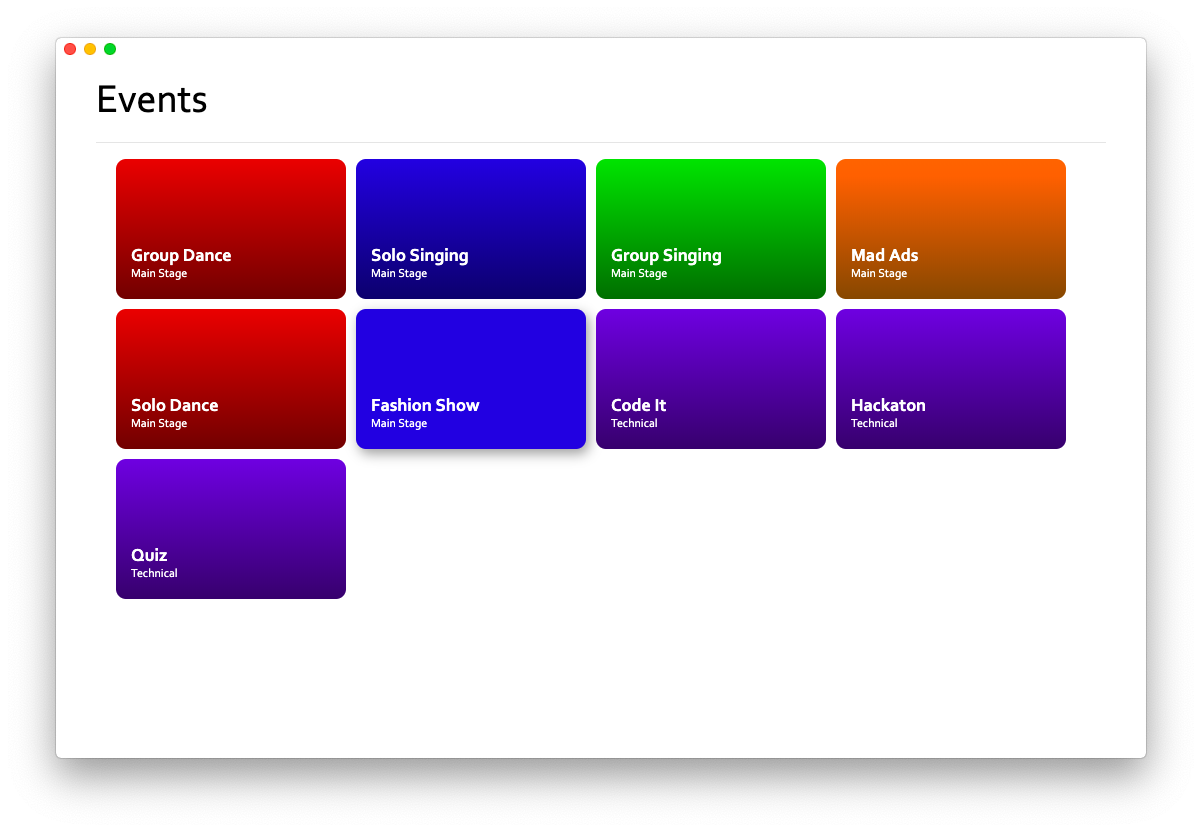 Events
Group Dance
Main Stage
Solo Singing
Main Stage
Group Singing
Main Stage
Mad Ads
Main Stage
Solo Dance
Main Stage
Fashion Show
Main Stage
Code It
Technical
Hackaton
Technical
Quiz
Technical